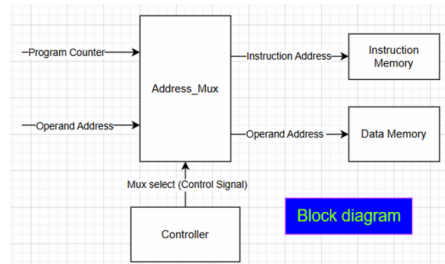 Program Counter
Instruction Address
Instruction
Memory
Address_Mux
Operand Address
Operand Address
Data Memory
Mux select (Control Signal)
Controller
Block diagram